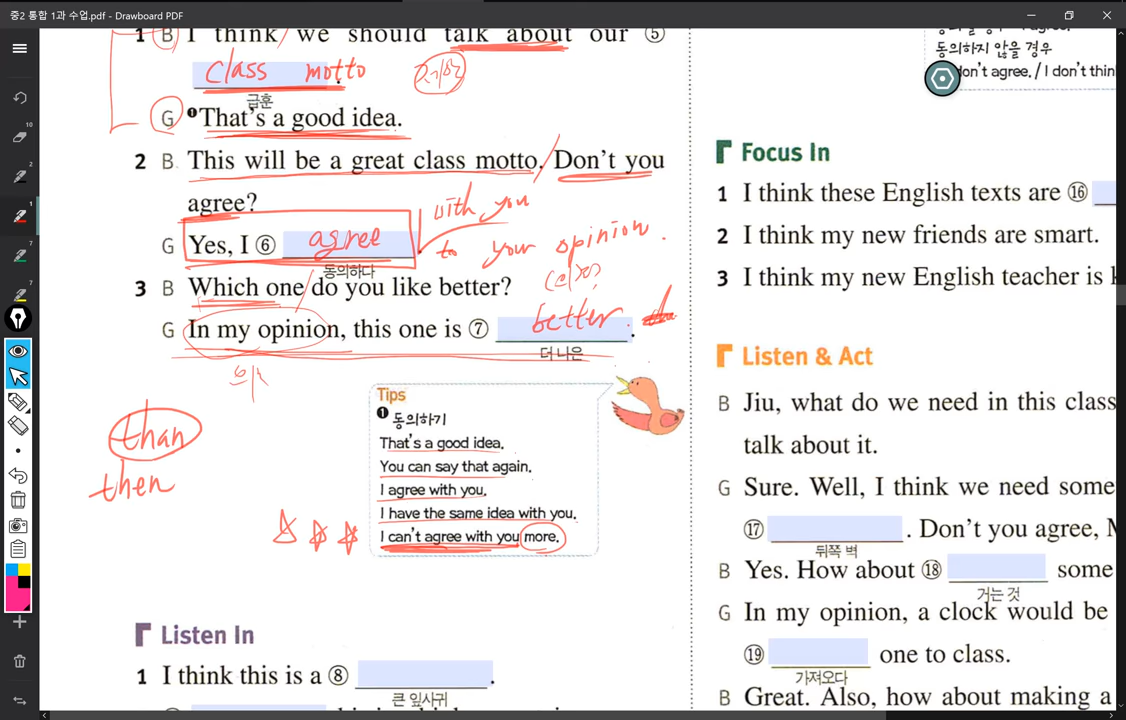 중2 통합 1과 수업.pdf - Drawboard PDF
1 B I think we should talk about our ⑤
class motto
급훈
G ❶That's a good idea.
2 B This will be a great class motto. Don't you
agree?
with you
G Yes, I ⑥ agree
동의하다
to your opinion.
3 B Which one do you like better?
G In my opinion, this one is ⑦ better.
더 나은
than
then
Tips
❶ 동의하기
That's a good idea.
You can say that again.
I agree with you.
I have the same idea with you.
I can't agree with you more.
Listen In
1 I think this is a ⑧ .
큰 잎사귀
동의하지 않을 경우
don't agree. / I don't thin
Focus In
1 I think these English texts are ⑯
2 I think my new friends are smart.
3 I think my new English teacher is k
Listen & Act
B Jiu, what do we need in this class
talk about it.
G Sure. Well, I think we need some
⑰ . Don't you agree, M
뒤쪽 벽
B Yes. How about ⑱ some
거는 것
G In my opinion, a clock would be
⑲ one to class.
가져오다
B Great. Also, how about making a